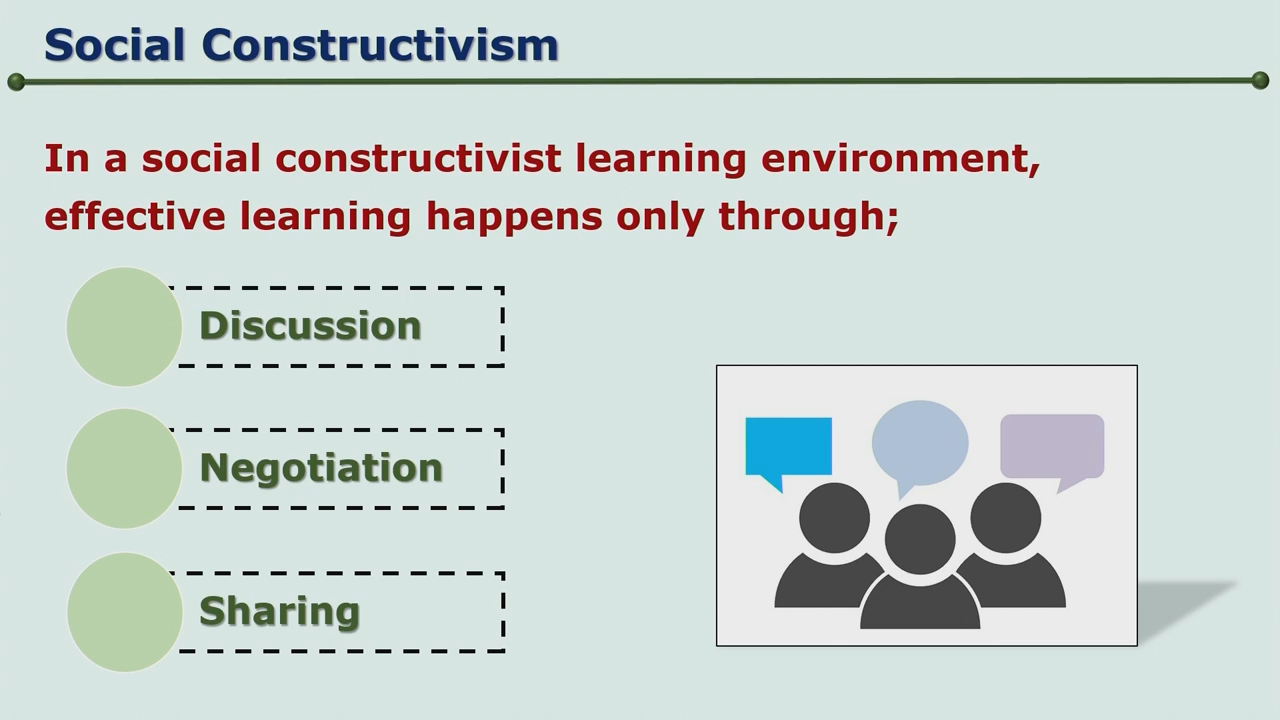 Social Constructivism
In a social constructivist learning environment,
effective learning happens only through;
Discussion
Negotiation
Sharing